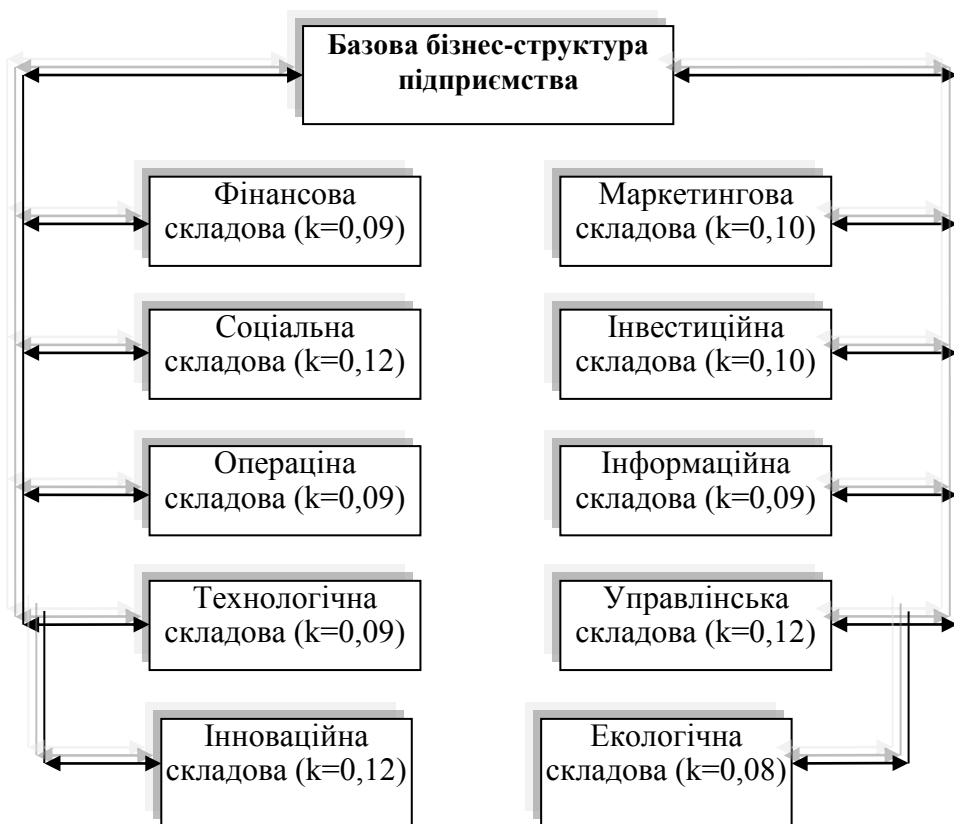 Базова бізнес-структура
підприємства
Фінансова
складова (k=0,09)
Маркетингова
складова (k=0,10)
Соціальна
складова (k=0,12)
Інвестиційна
складова (k=0,10)
Операціна
складова (k=0,09)
Інформаційна
складова (k=0,09)
Технологічна
складова (k=0,09)
Управлінська
складова (k=0,12)
Інноваційна
складова (k=0,12)
Екологічна
складова (k=0,08)